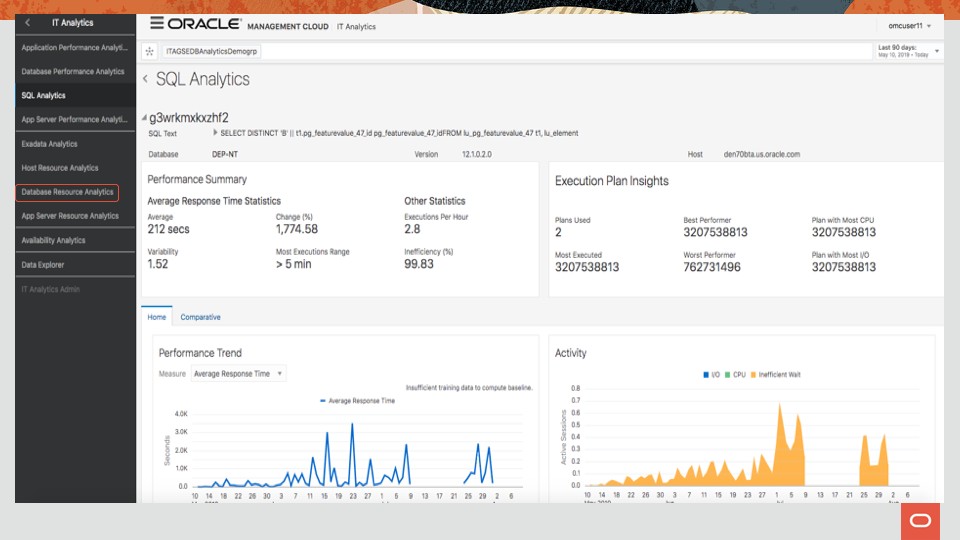 IT Analytics
ORACLE® MANAGEMENT CLOUD IT Analytics
omcuser11
Application Performance Analyti...
Database Performance Analytics
SQL Analytics
App Server Performance Analyti...
Exadata Analytics
Host Resource Analytics
Database Resource Analytics
App Server Resource Analytics
Availability Analytics
Data Explorer
IT Analytics Admin
ITAGSEDBAnalyticsDemogrp
Last 90 days:
May 10, 2019 - Today
SQL Analytics
g3wrkmxkxzhf2
SQL Text SELECT DISTINCT 'B' || t1.pg_featurevalue_47_id pg_featurevalue_47_idFROM lu_pg_featurevalue_47 t1, lu_element
Database DEP-NT Version 12.1.0.2.0 Host den70bta.us.oracle.com
Performance Summary
Average Response Time Statistics Other Statistics
Average Change (%) Executions Per Hour
212 secs 1,774.58 2.8
Variability Most Executions Range Inefficiency (%)
1.52 > 5 min 99.83
Execution Plan Insights
Plans Used Best Performer Plan with Most CPU
2 3207538813 3207538813
Most Executed Worst Performer Plan with Most I/O
3207538813 762731496 3207538813
Home Comparative
Performance Trend
Measure Average Response Time
Insufficient training data to compute baseline.
Average Response Time
4.0K
3.0K
2.0K
1.0K
0.0
Seconds
10 14 18 22 26 30 3 7 11 15 19 23 27 1 5 9 13 17 21 25 29 2 6
Activity
I/O CPU Inefficient Wait
0.8
0.7
0.6
0.5
0.4
0.3
0.2
0.1
0.0
Active Sessions
10 14 18 22 26 30 3 7 11 15 19 23 27 1 5 9 13 17 21 25 29 2 6